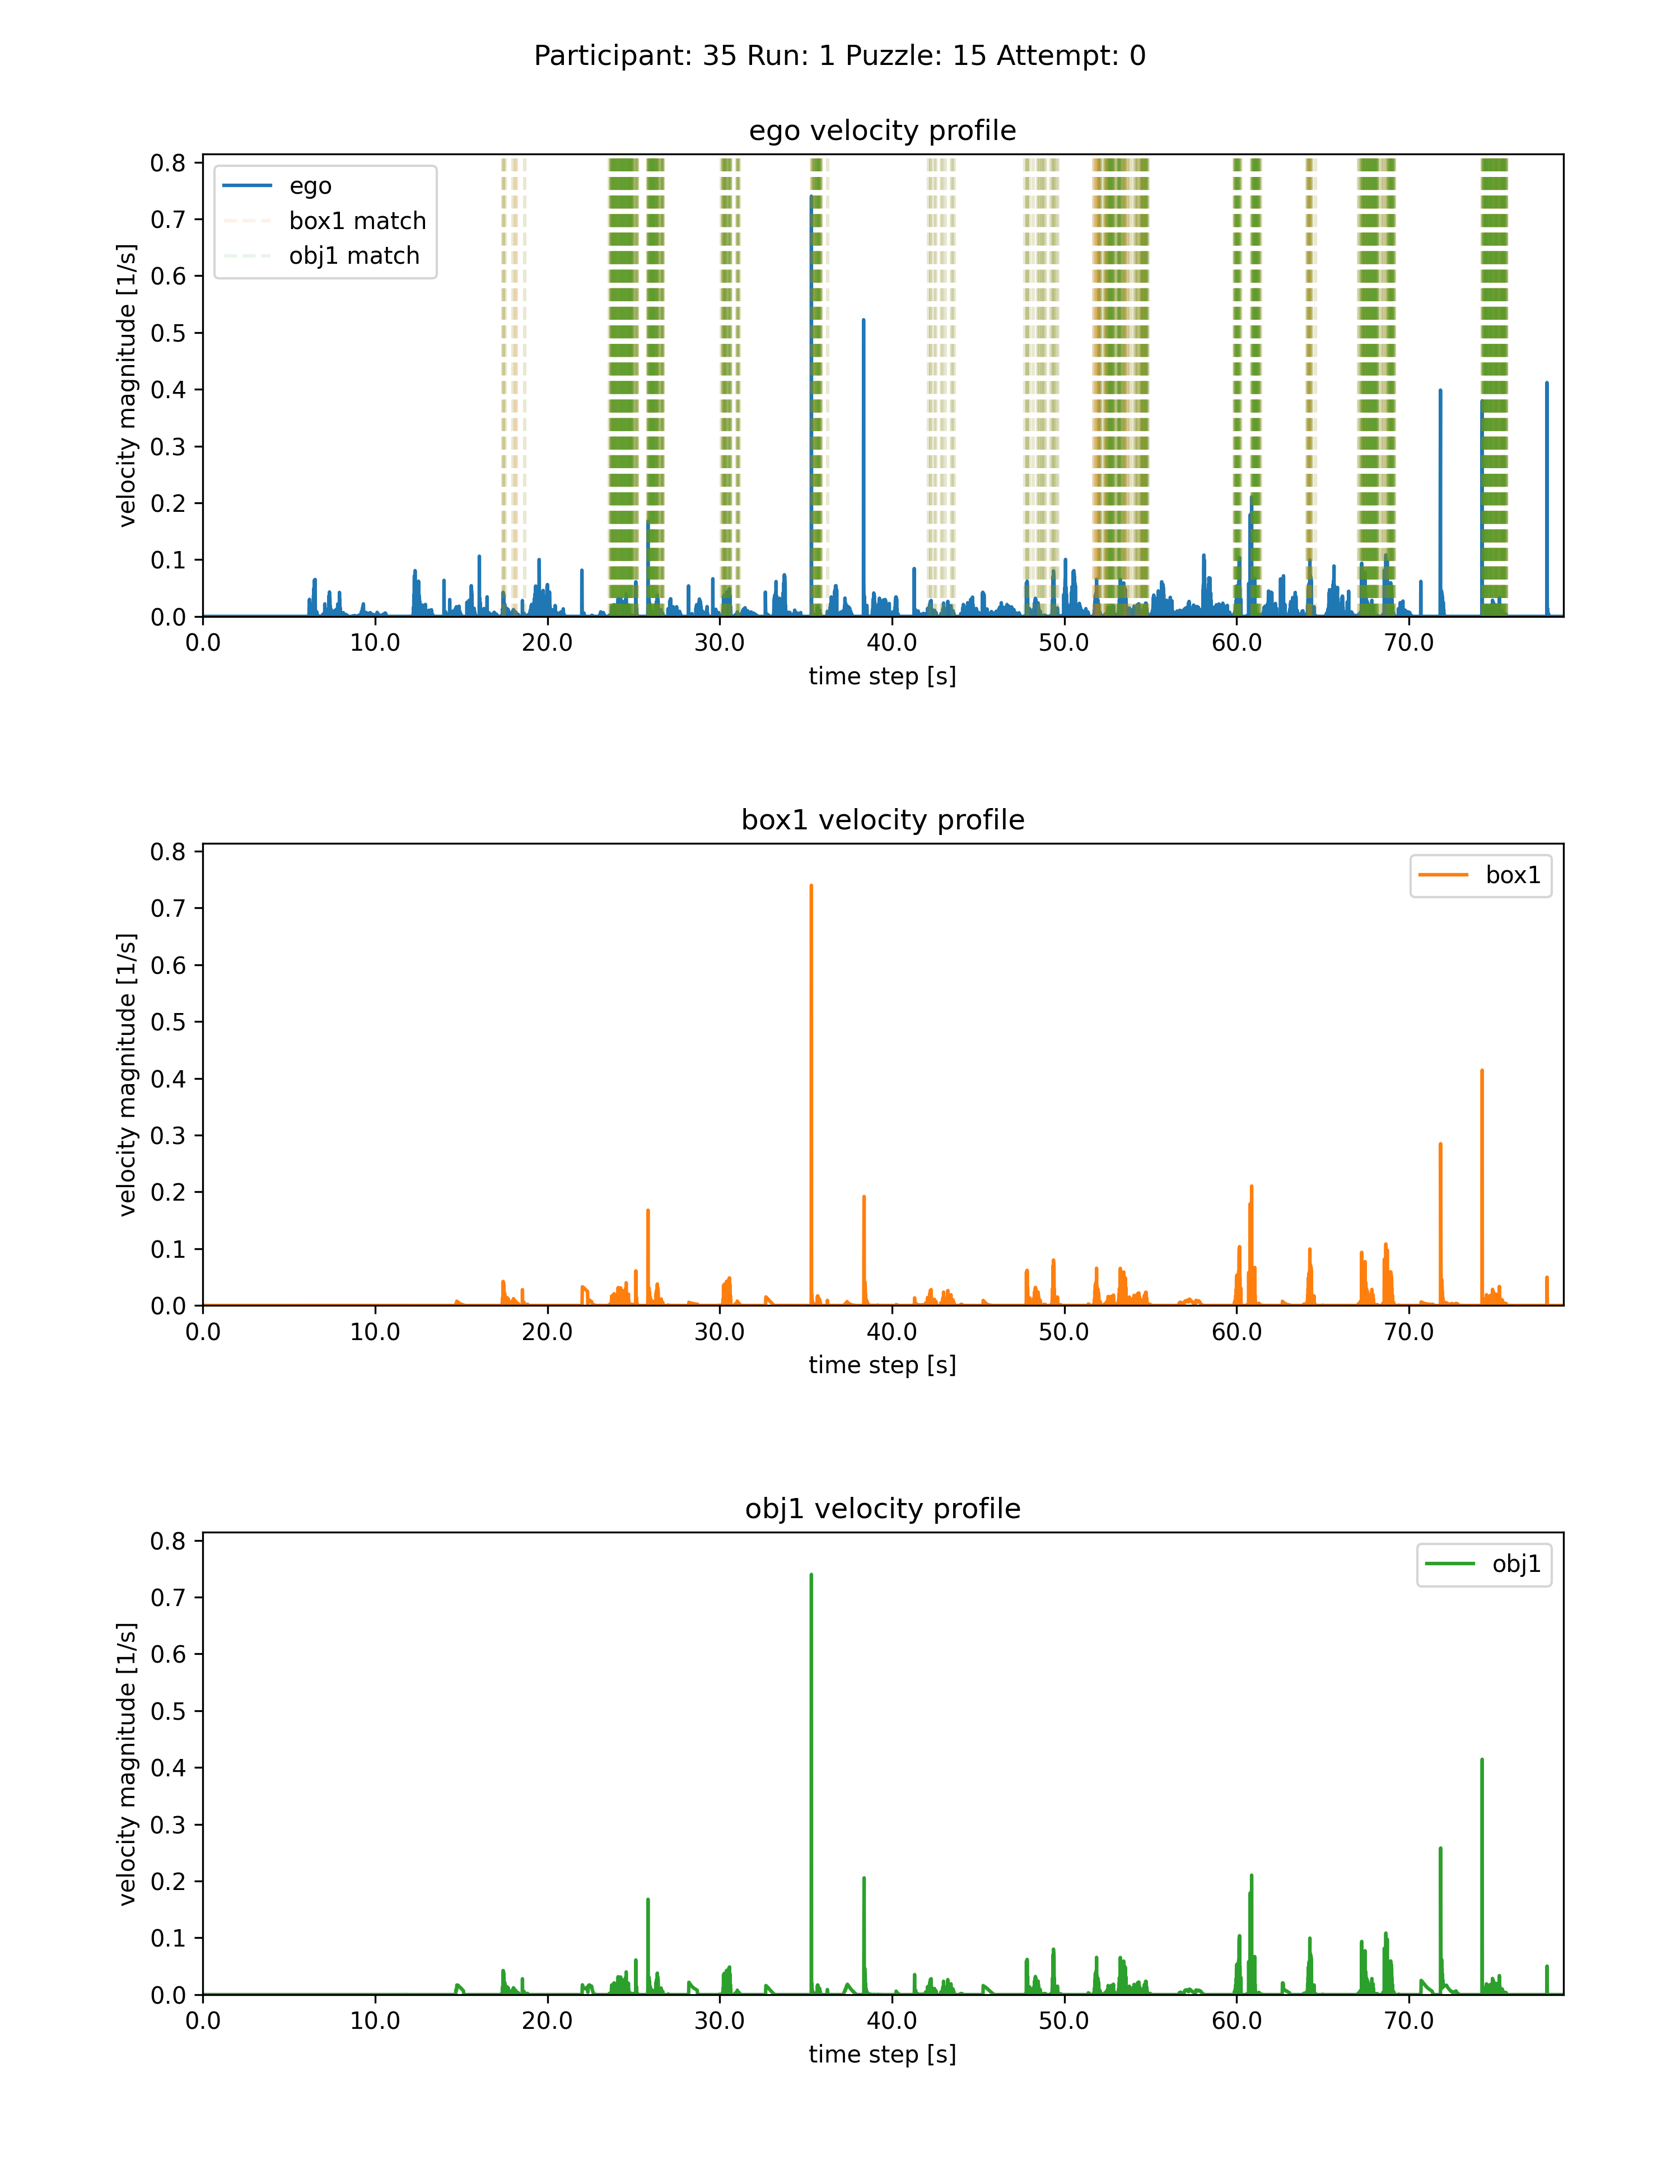 Participant: 35 Run: 1 Puzzle: 15 Attempt: 0
ego velocity profile
velocity magnitude [1/s]
0.8
0.7
0.6
0.5
0.4
0.3
0.2
0.1
0.0
ego
box1 match
obj1 match
0.0 10.0 20.0 30.0 40.0 50.0 60.0 70.0
time step [s]
box1 velocity profile
velocity magnitude [1/s]
0.8
0.7
0.6
0.5
0.4
0.3
0.2
0.1
0.0
box1
0.0 10.0 20.0 30.0 40.0 50.0 60.0 70.0
time step [s]
obj1 velocity profile
velocity magnitude [1/s]
0.8
0.7
0.6
0.5
0.4
0.3
0.2
0.1
0.0
obj1
0.0 10.0 20.0 30.0 40.0 50.0 60.0 70.0
time step [s]